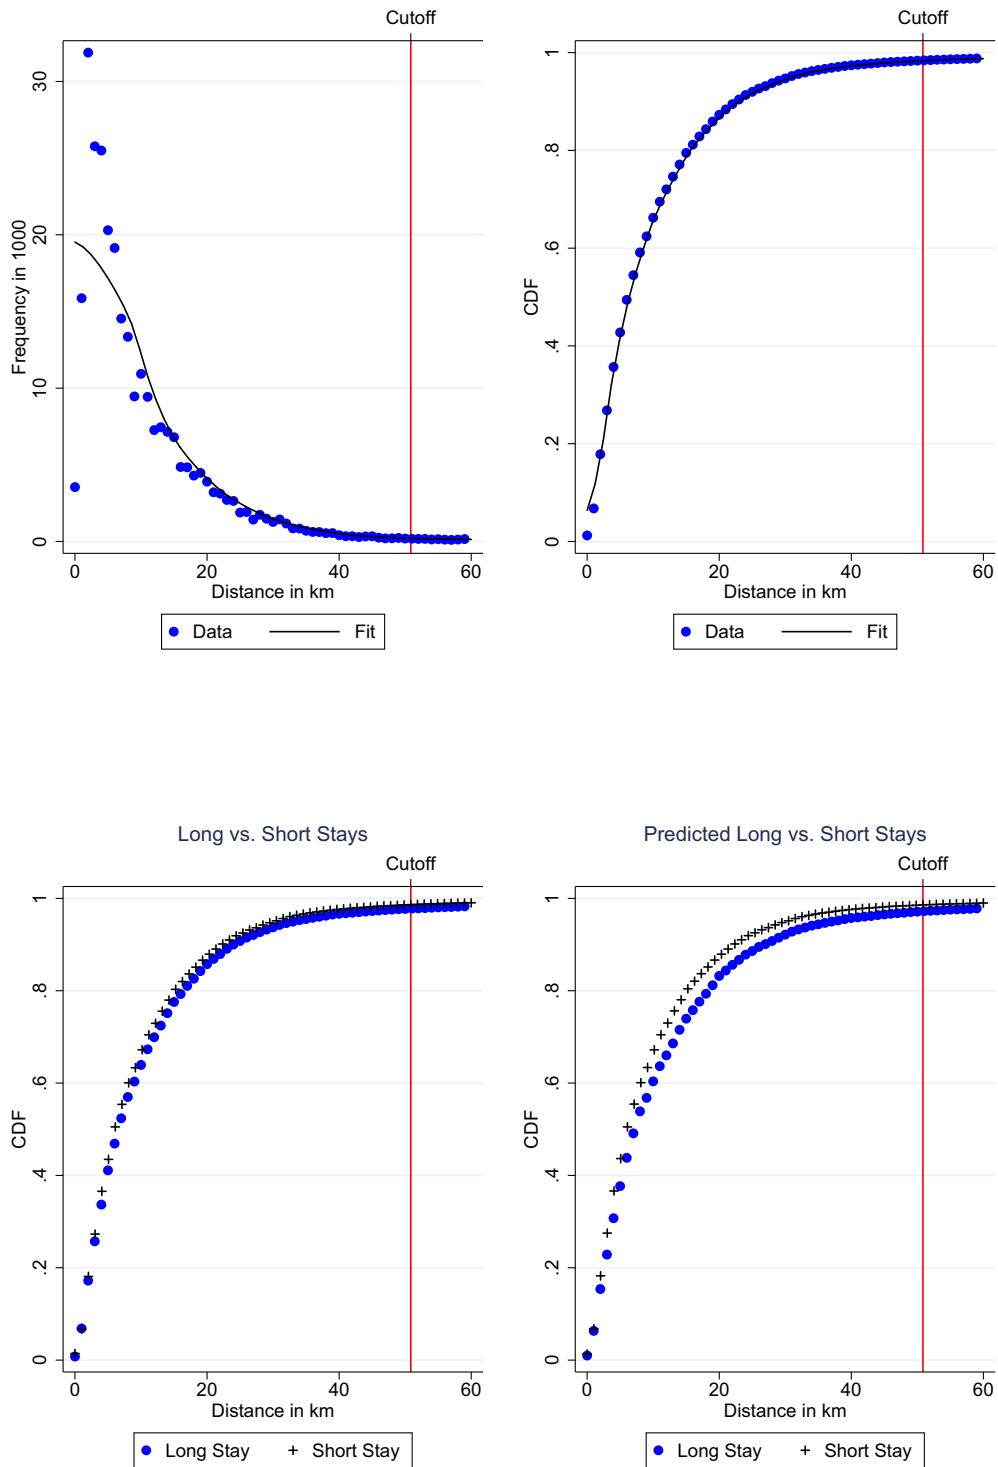 Cutoff
30
20
10
0
Frequency in 1000
0 20 40 60
Distance in km
Data Fit
Cutoff
1
.8
.6
.4
.2
0
CDF
0 20 40 60
Distance in km
Data Fit
Long vs. Short Stays
Cutoff
1
.8
.6
.4
.2
0
CDF
0 20 40 60
Distance in km
Long Stay Short Stay
Predicted Long vs. Short Stays
Cutoff
1
.8
.6
.4
.2
0
CDF
0 20 40 60
Distance in km
Long Stay Short Stay